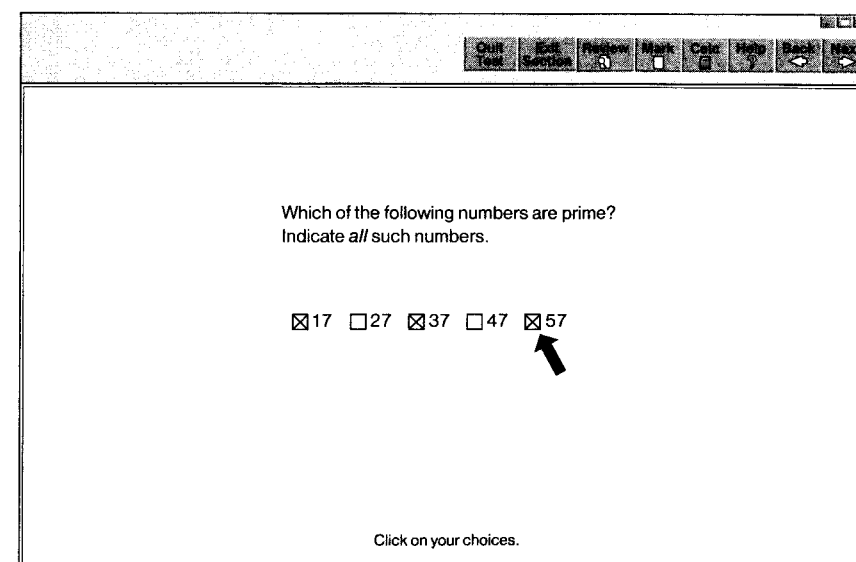 Quit Test
Exit Section
Review
Mark
Calc
Help
Back
Next
Which of the following numbers are prime?
Indicate all such numbers.
17 27 37 47 57
Click on your choices.